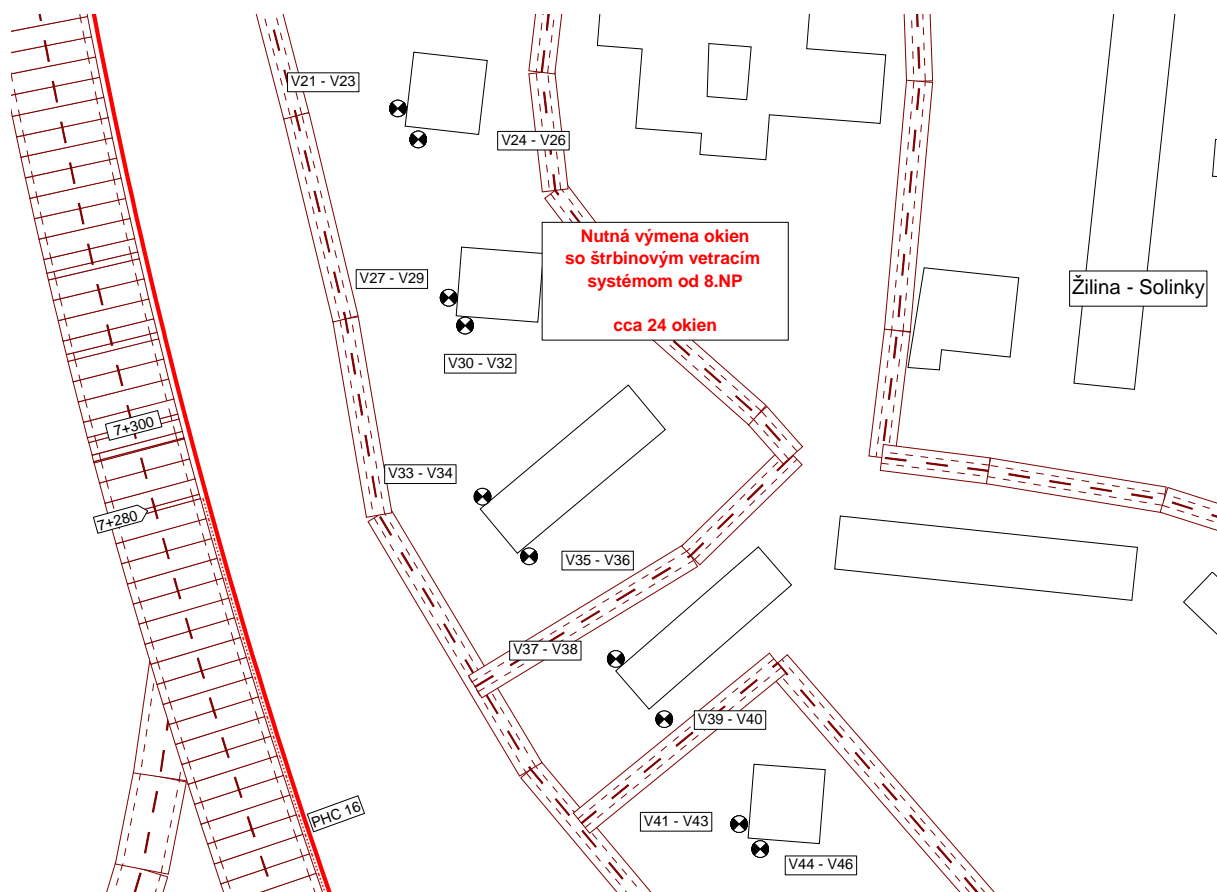 V21 - V23
V24 - V26
Nutná výmena okien
so štrbinovým vetracím
systémom od 8.NP
cca 24 okien
V27 - V29
Žilina - Solinky
V30 - V32
7+300
V33 - V34
7+280
V35 - V36
V37 - V38
V39 - V40
PHC 16
V41 - V43
V44 - V46